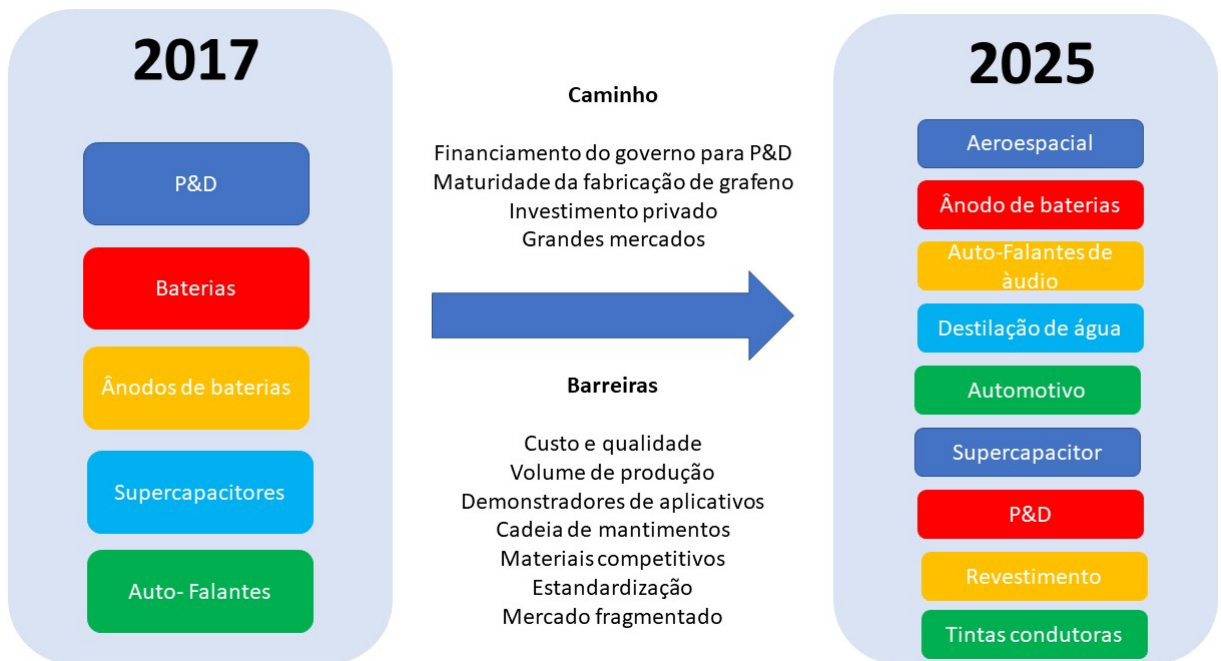 2017
P&D
Baterias
Ânodos de baterias
Supercapacitores
Auto- Falantes
Caminho
Financiamento do governo para P&D
Maturidade da fabricação de grafeno
Investimento privado
Grandes mercados
Barreiras
Custo e qualidade
Volume de produção
Demonstradores de aplicativos
Cadeia de mantimentos
Materiais competitivos
Estandardização
Mercado fragmentado
2025
Aeroespacial
Ânodo de baterias
Auto-Falantes de
àudio
Destilação de água
Automotivo
Supercapacitor
P&D
Revestimento
Tintas condutoras